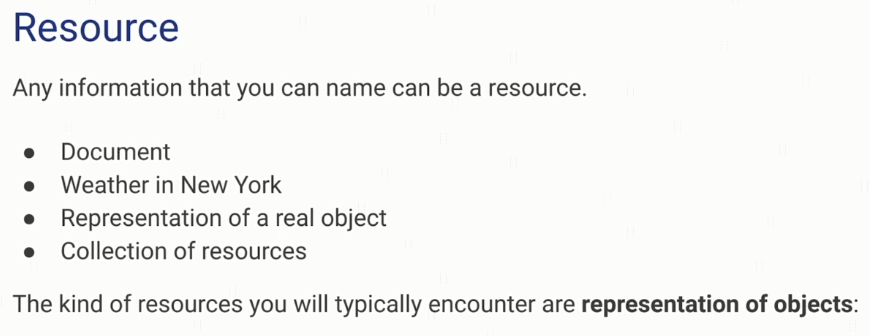 Resource
Any information that you can name can be a resource.
● Document
● Weather in New York
● Representation of a real object
● Collection of resources
The kind of resources you will typically encounter are representation of objects: